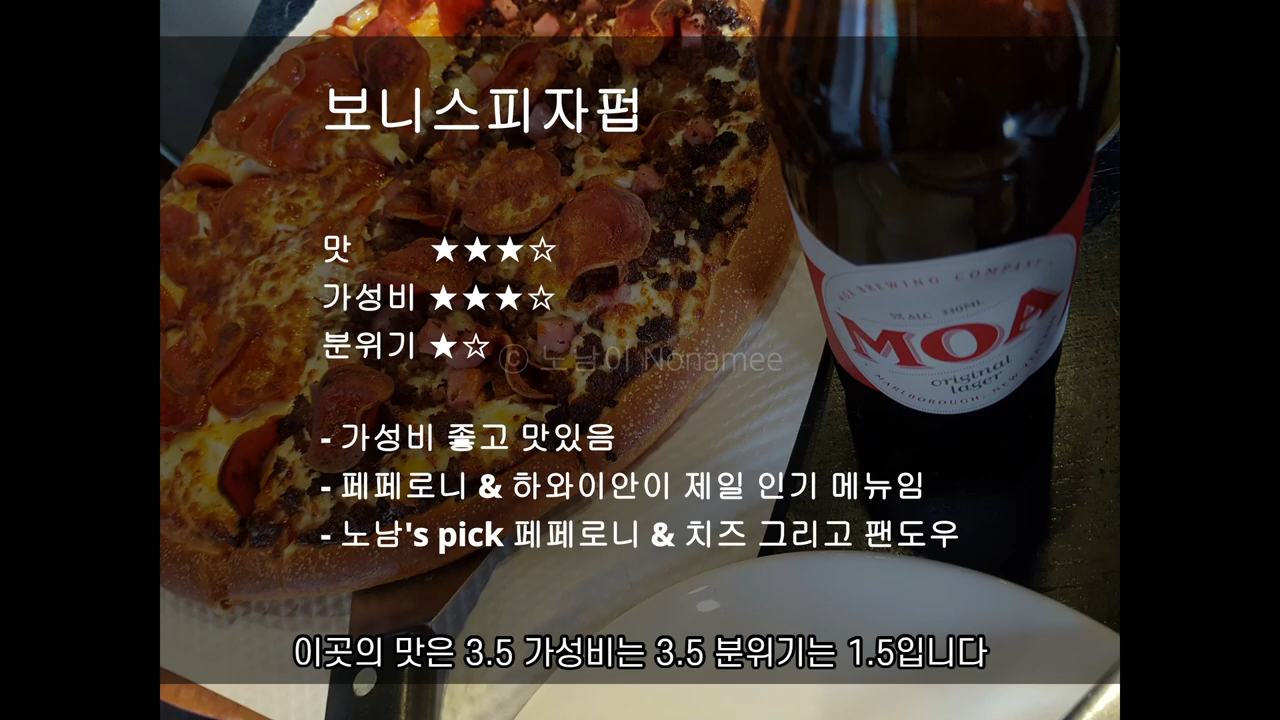 보니스피자펍
맛 ★★★☆
가성비 ★★★☆
분위기 ★☆
© 노남이 Nonamee
- 가성비 좋고 맛있음
- 페페로니 & 하와이안이 제일 인기 메뉴임
- 노남's pick 페페로니 & 치즈 그리고 팬도우
이곳의 맛은 3.5 가성비는 3.5 분위기는 1.5입니다
BREWING COMPANY
5% ALC 330ML
MOA
original
lager
MARLBOROUGH, NEW